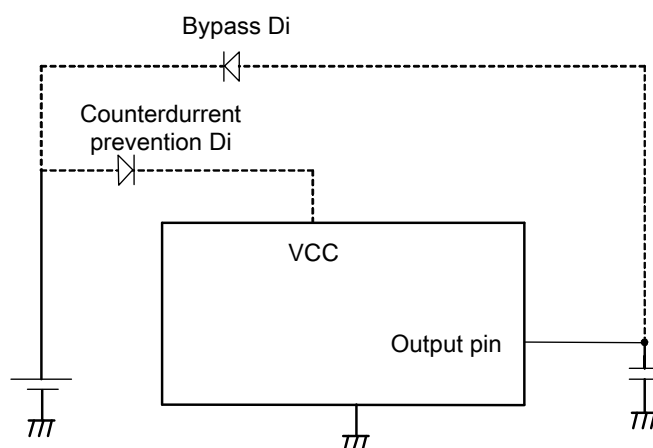 Bypass Di
Counterdurrent
prevention Di
VCC
Output pin